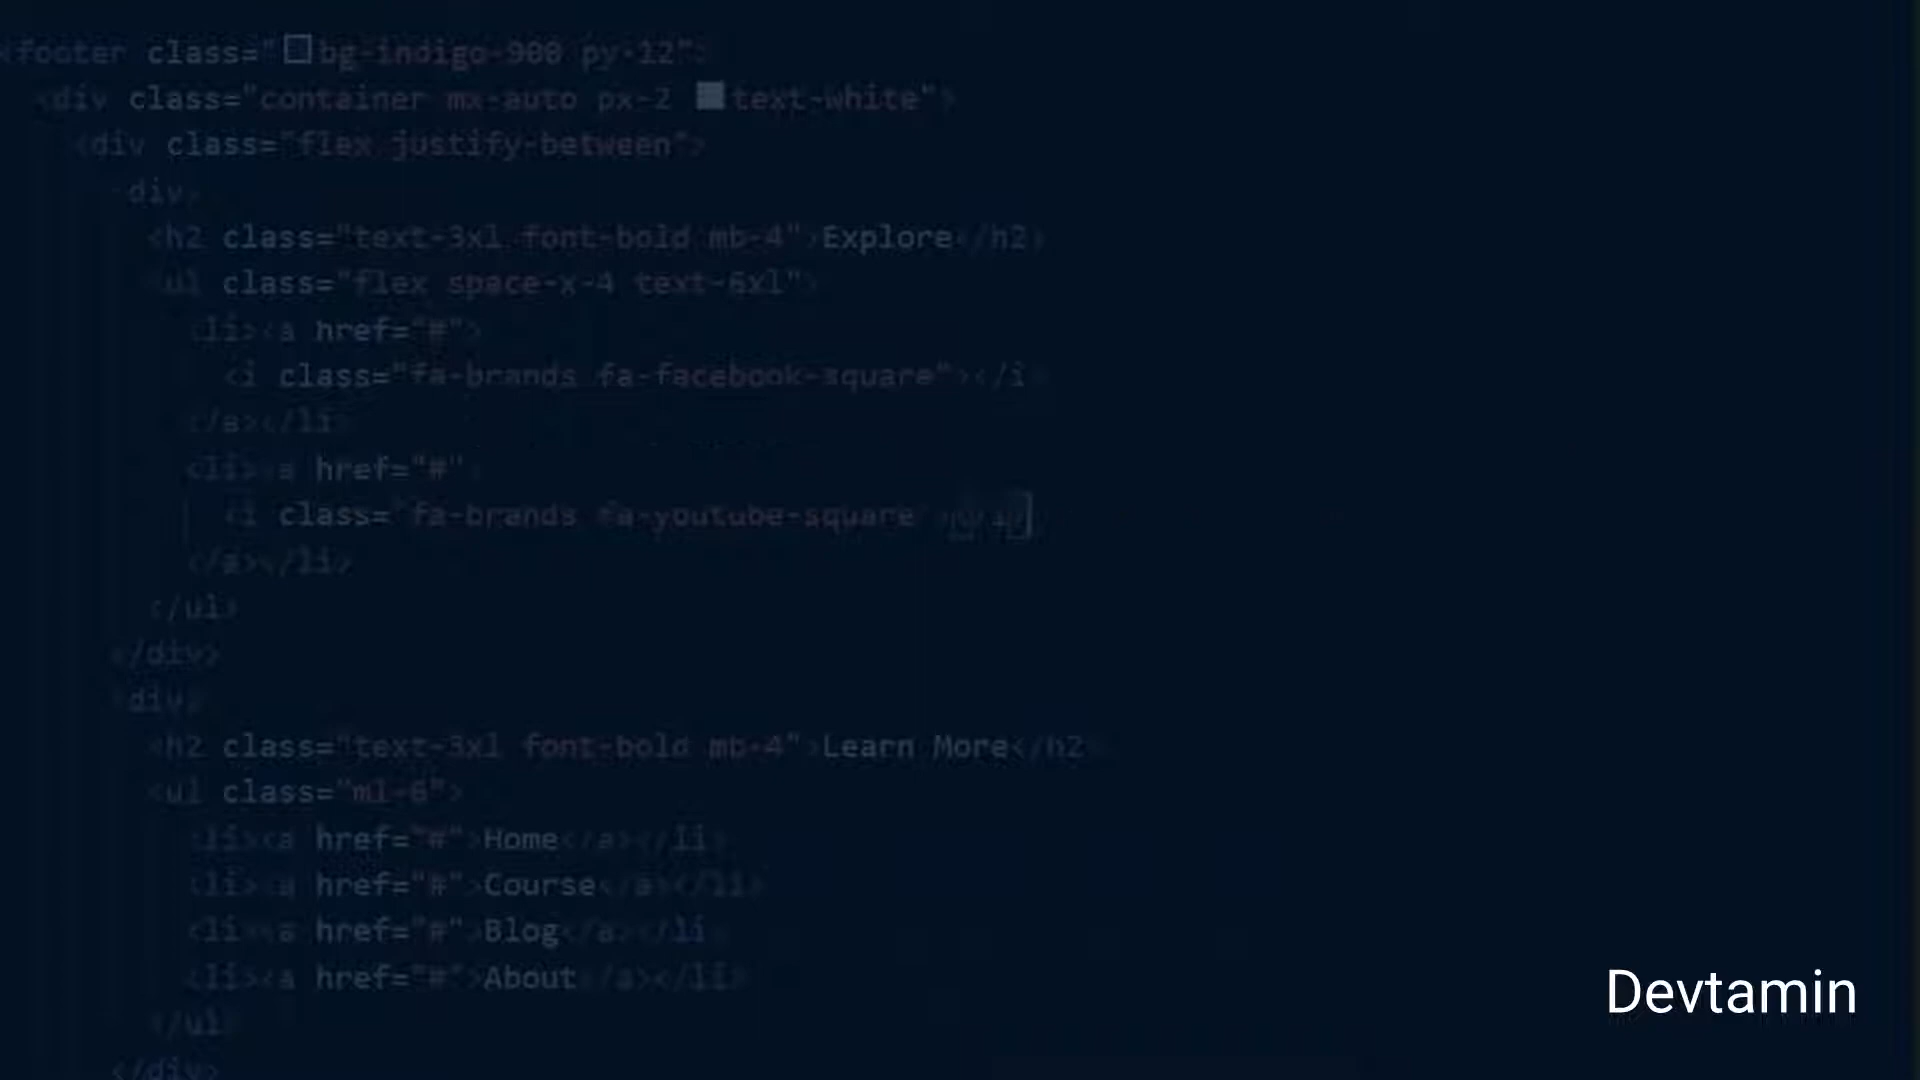 <footer class="bg-indigo-900 py-12">
<div class="container mx-auto px-2 text-white">
<div class="flex justify-between">
<div>
<h2 class="text-3xl font-bold mb-4">Explore</h2>
<ul class="flex space-x-4 text-6xl">
<li><a href="#">
<i class="fa-brands fa-facebook-square"></i>
</a></li>
<li><a href="#">
<i class="fa-brands fa-youtube-square"></i>
</a></li>
</ul>
</div>
<div>
<h2 class="text-3xl font-bold mb-4">Learn More</h2>
<ul class="ml-6">
<li><a href="#">Home</a></li>
<li><a href="#">Course</a></li>
<li><a href="#">Blog</a></li>
<li><a href="#">About</a></li>
</ul>
</div>
Devtamin